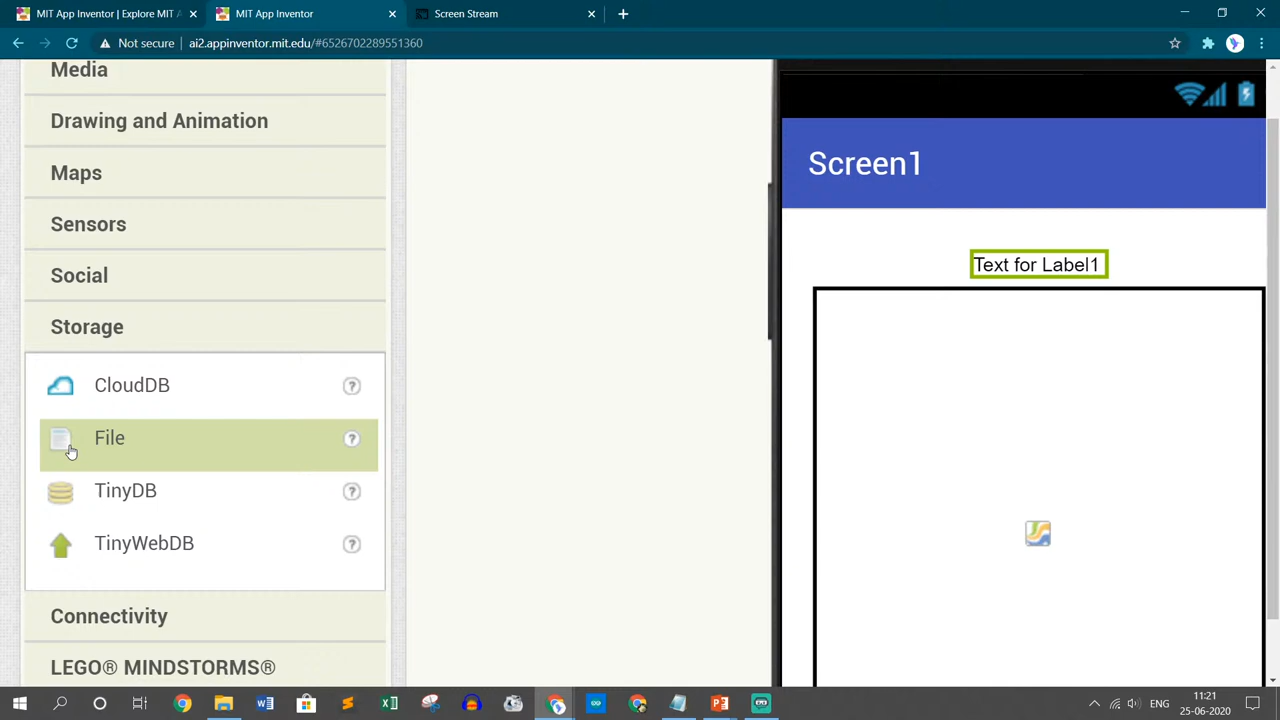 MIT App Inventor | Explore MIT A
MIT App Inventor
Screen Stream
Not secure
ai2.appinventor.mit.edu/#6526702289551360
Media
Drawing and Animation
Maps
Sensors
Social
Storage
CloudDB ?
File ?
TinyDB ?
TinyWebDB ?
Connectivity
LEGO® MINDSTORMS®
Screen1
Text for Label1
ENG
11:21
25-06-2020